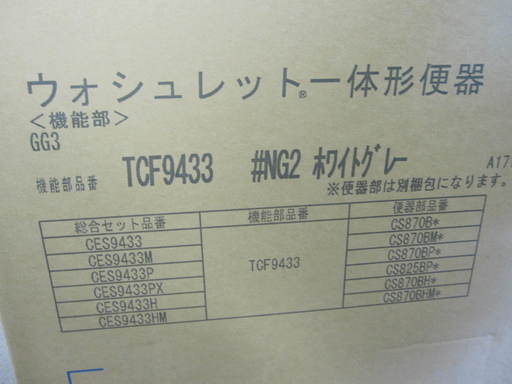 ウォシュレット®一体形便器
<機能部>
GG3
機能部品番 TCF9433 #NG2 ホワイトグレー
※便器部は別梱包になります。
総合セット品番 機能部品番 便器部品番
CES9433 TCF9433 CS870B*
CES9433M CS870BM*
CES9433P CS870BP*
CES9433PX CS825BP*
CES9433H CS870BH*
CES9433HM CS870BHM*